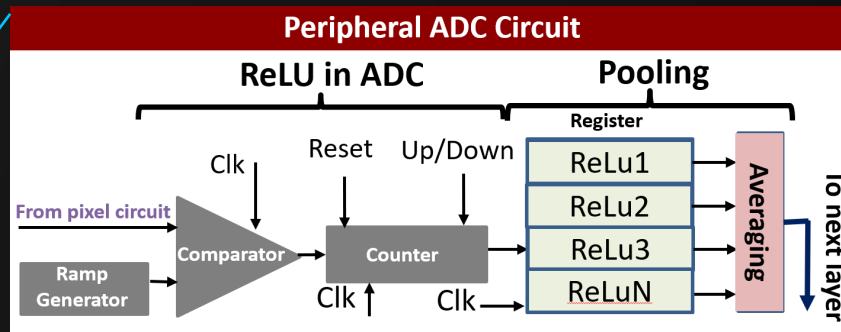 Peripheral ADC Circuit
ReLU in ADC
Pooling
Register
Clk
Reset
Up/Down
From pixel circuit
Comparator
Counter
Ramp
Generator
Clk
Clk
ReLu1
ReLu2
ReLu3
ReLuN
Averaging
To next layer